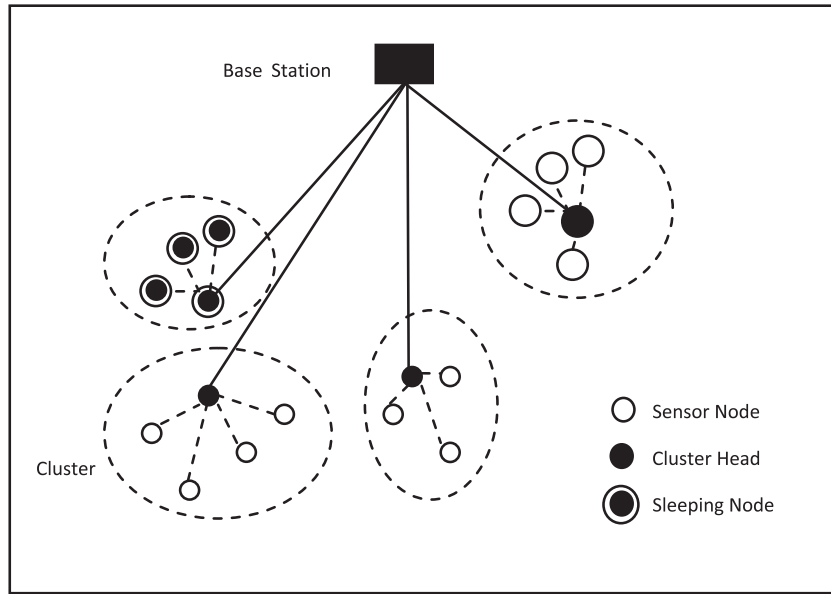 Base Station
Cluster
Sensor Node
Cluster Head
Sleeping Node